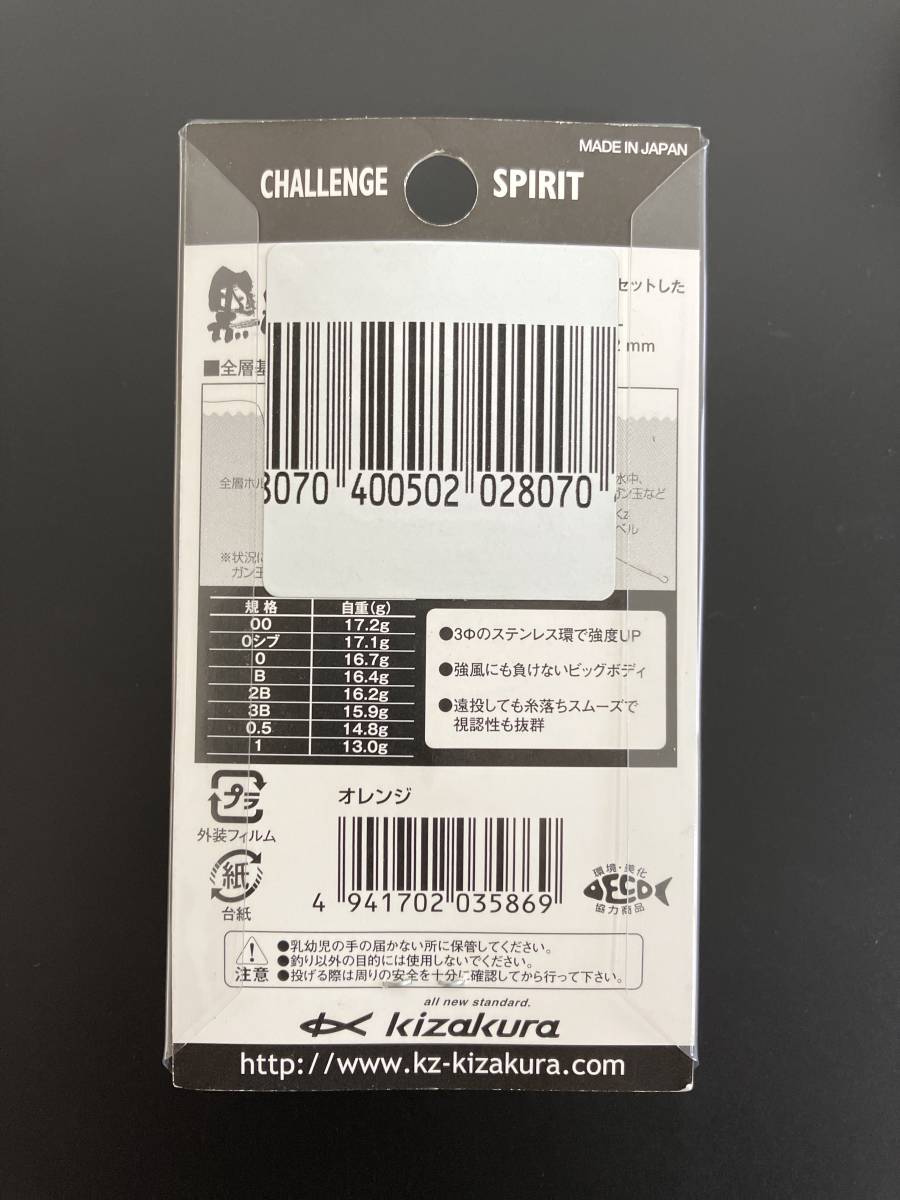 MADE IN JAPAN
CHALLENGE SPIRIT
黒
セットした
2mm
■全層基
8070 400502 028070
全層ホル
水中、
ガン玉など
※状況に
ガン玉
規格 自重(g)
00 17.2g
0シブ 17.1g
0 16.7g
B 16.4g
2B 16.2g
3B 15.9g
0.5 14.8g
1 13.0g
●3Φのステンレス環で強度UP
●強風にも負けないビッグボディ
●遠投しても糸落ちスムーズで
視認性も抜群
プラ
外装フィルム
紙
台紙
オレンジ
4 941702 035869
環境・美化
DECO
協力商品
注意
●乳幼児の手の届かない所に保管してください。
●釣り以外の目的には使用しないでください。
●投げる際は周りの安全を十分に確認してから行って下さい。
all new standard.
kizakura
http://www.kz-kizakura.com